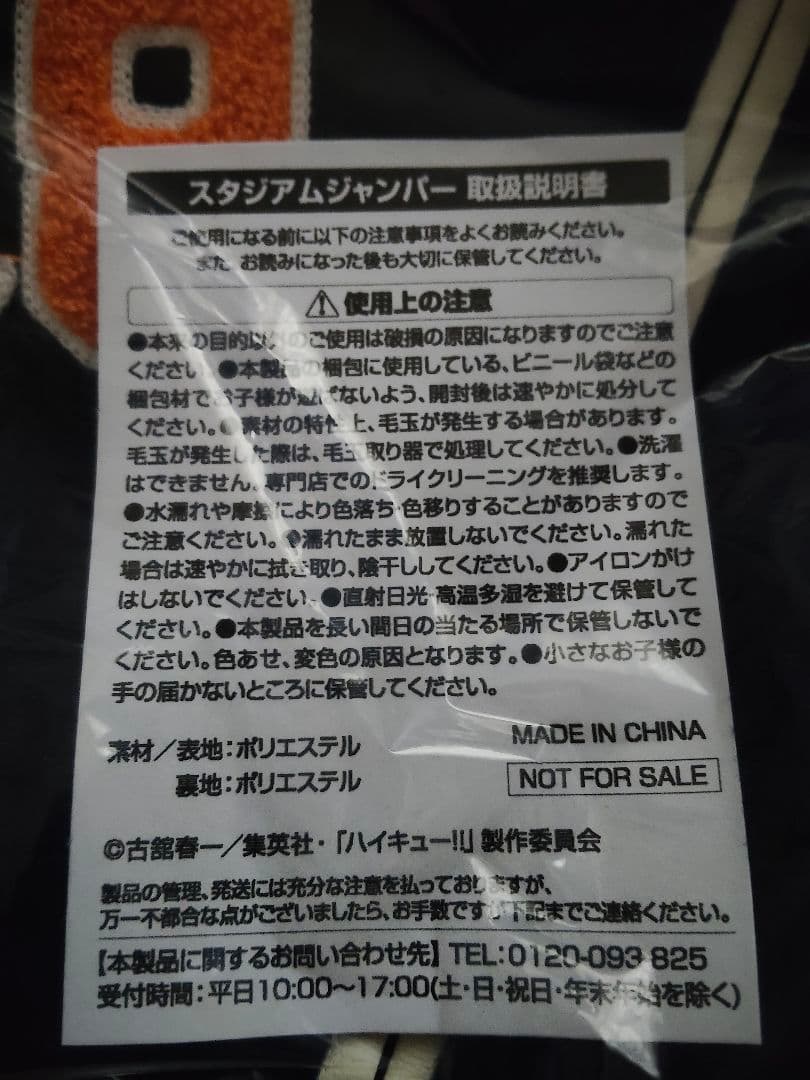 スタジアムジャンパー 取扱説明書
ご使用になる前に以下の注意事項をよくお読みください。
また お読みになった後も大切に保管してください。
⚠使用上の注意
●本来の目的以外のご使用は破損の原因になりますのでご注意
ください ●本製品の梱包に使用している、ビニール袋などの
梱包材でお子様が遊ばないよう、開封後は速やかに処分して
ください。●素材の特性上、毛玉が発生する場合があります。
毛玉が発生した際は、毛玉取り器で処理してください。●洗濯
はできません。専門店でのドライクリーニングを推奨します。
●水濡れや摩擦により色落ち・色移りすることがありますので
ご注意ください。●濡れたまま放置しないでください。濡れた
場合は速やかに拭き取り、陰干ししてください。●アイロンがけ
はしないでください。●直射日光・高温多湿を避けて保管して
ください。●本製品を長い間日の当たる場所で保管しないで
ください。色あせ、変色の原因となります。●小さなお子様の
手の届かないところに保管してください。
素材/表地:ポリエステル
裏地:ポリエステル
MADE IN CHINA
NOT FOR SALE
©古舘春一/集英社・「ハイキュー!!」製作委員会
製品の管理、発送には充分な注意を払っておりますが、
万一不都合な点がございましたら、お手数ですが下記までご連絡ください。
【本製品に関するお問い合わせ先】TEL:0120-093-825
受付時間:平日10:00〜17:00(土・日・祝日・年末年始を除く)